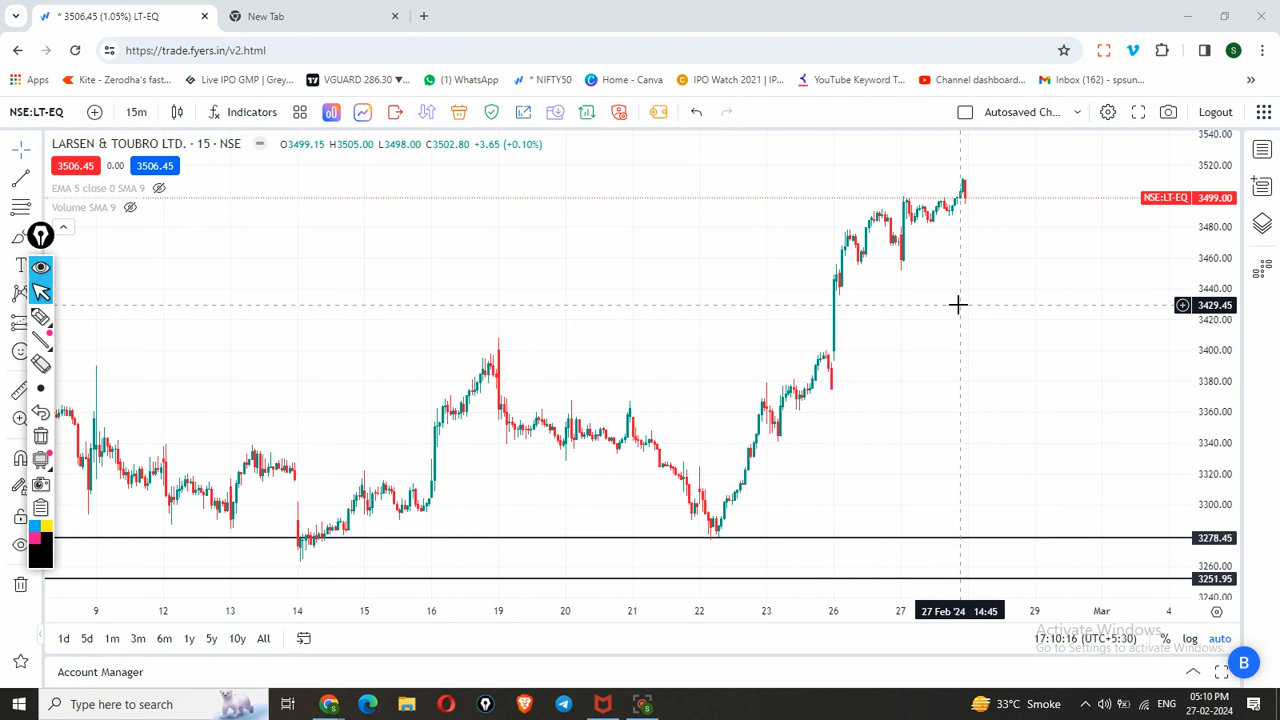 * 3506.45 (1.05%) LT-EQ
New Tab
https://trade.fyers.in/v2.html
S
Apps
Kite - Zerodha's fast...
Live IPO GMP | Grey...
VGUARD 286.30 ▼...
(1) WhatsApp
* NIFTY50
Home - Canva
IPO Watch 2021 | IP...
YouTube Keyword T...
Channel dashboard...
Inbox (162) - spsun...
NSE:LT-EQ
15m
Indicators
Autosaved Ch...
Logout
LARSEN & TOUBRO LTD. · 15 · NSE
O3499.15 H3505.00 L3498.00 C3502.80 +3.65 (+0.10%)
3506.45 0.00 3506.45
EMA 5 close 0 SMA 9
Volume SMA 9
3540.00
3520.00
NSE:LT-EQ 3499.00
3480.00
3460.00
3440.00
3429.45
3420.00
3400.00
3380.00
3360.00
3340.00
3320.00
3300.00
3278.45
3260.00
3251.95
3240.00
9 12 13 14 15 16 19 20 21 22 23 26 27 27 Feb '24 14:45 29 Mar 4
1d 5d 1m 3m 6m 1y 5y 10y All
17:10:16 (UTC+5:30) % log auto
Activate Windows
Go to Settings to activate Windows.
B
Account Manager
Type here to search
33°C Smoke
ENG
05:10 PM
27-02-2024